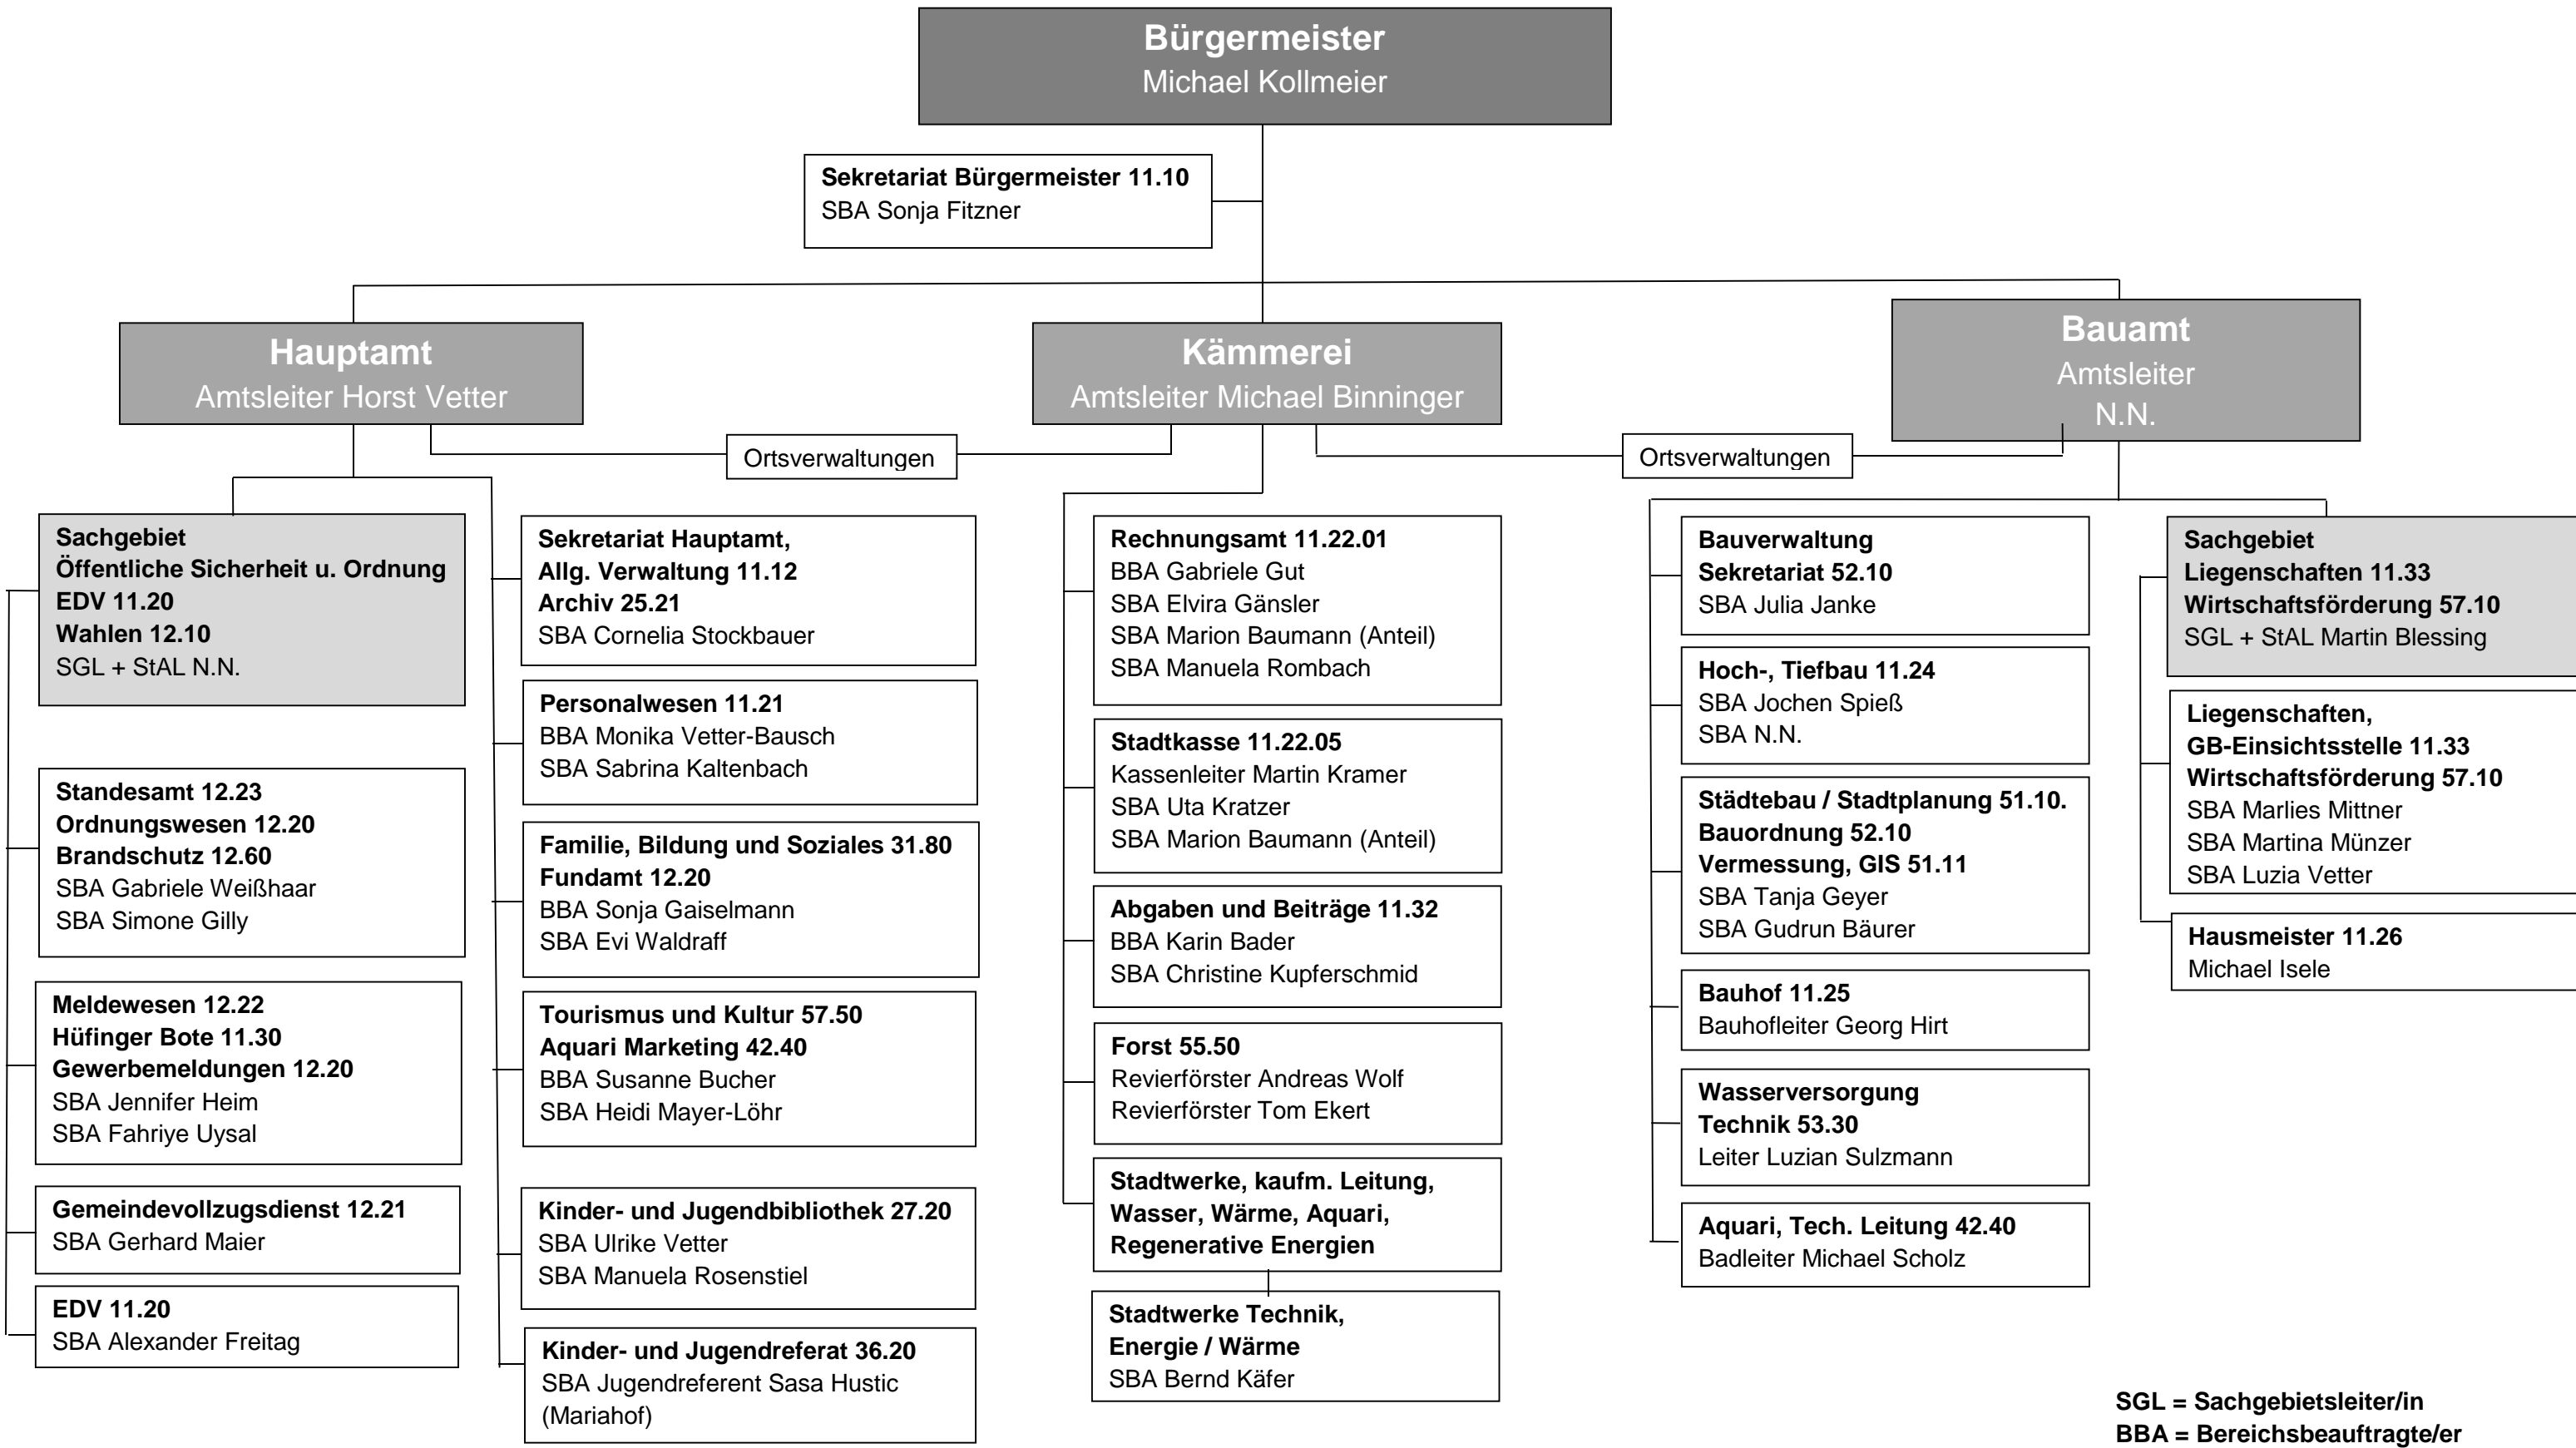 Bürgermeister
Michael Kollmeier
Sekretariat Bürgermeister 11.10
SBA Sonja Fitzner
Hauptamt
Amtsleiter Horst Vetter
Kämmerei
Amtsleiter Michael Binninger
Bauamt
Amtsleiter
N.N.
Ortsverwaltungen
Ortsverwaltungen
Sachgebiet
Öffentliche Sicherheit u. Ordnung
EDV 11.20
Wahlen 12.10
SGL + StAL N.N.
Standesamt 12.23
Ordnungswesen 12.20
Brandschutz 12.60
SBA Gabriele Weißhaar
SBA Simone Gilly
Meldewesen 12.22
Hüfinger Bote 11.30
Gewerbemeldungen 12.20
SBA Jennifer Heim
SBA Fahriye Uysal
Gemeindevollzugsdienst 12.21
SBA Gerhard Maier
EDV 11.20
SBA Alexander Freitag
Sekretariat Hauptamt,
Allg. Verwaltung 11.12
Archiv 25.21
SBA Cornelia Stockbauer
Personalwesen 11.21
BBA Monika Vetter-Bausch
SBA Sabrina Kaltenbach
Familie, Bildung und Soziales 31.80
Fundamt 12.20
BBA Sonja Gaiselmann
SBA Evi Waldraff
Tourismus und Kultur 57.50
Aquari Marketing 42.40
BBA Susanne Bucher
SBA Heidi Mayer-Löhr
Kinder- und Jugendbibliothek 27.20
SBA Ulrike Vetter
SBA Manuela Rosenstiel
Kinder- und Jugendreferat 36.20
SBA Jugendreferent Sasa Hustic
(Mariahof)
Rechnungsamt 11.22.01
BBA Gabriele Gut
SBA Elvira Gänsler
SBA Marion Baumann (Anteil)
SBA Manuela Rombach
Stadtkasse 11.22.05
Kassenleiter Martin Kramer
SBA Uta Kratzer
SBA Marion Baumann (Anteil)
Abgaben und Beiträge 11.32
BBA Karin Bader
SBA Christine Kupferschmid
Forst 55.50
Revierförster Andreas Wolf
Revierförster Tom Ekert
Stadtwerke, kaufm. Leitung,
Wasser, Wärme, Aquari,
Regenerative Energien
Stadtwerke Technik,
Energie / Wärme
SBA Bernd Käfer
Bauverwaltung
Sekretariat 52.10
SBA Julia Janke
Hoch-, Tiefbau 11.24
SBA Jochen Spieß
SBA N.N.
Städtebau / Stadtplanung 51.10.
Bauordnung 52.10
Vermessung, GIS 51.11
SBA Tanja Geyer
SBA Gudrun Bäurer
Bauhof 11.25
Bauhofleiter Georg Hirt
Wasserversorgung
Technik 53.30
Leiter Luzian Sulzmann
Aquari, Tech. Leitung 42.40
Badleiter Michael Scholz
Sachgebiet
Liegenschaften 11.33
Wirtschaftsförderung 57.10
SGL + StAL Martin Blessing
Liegenschaften,
GB-Einsichtsstelle 11.33
Wirtschaftsförderung 57.10
SBA Marlies Mittner
SBA Martina Münzer
SBA Luzia Vetter
Hausmeister 11.26
Michael Isele
SGL = Sachgebietsleiter/in
BBA = Bereichsbeauftragte/er